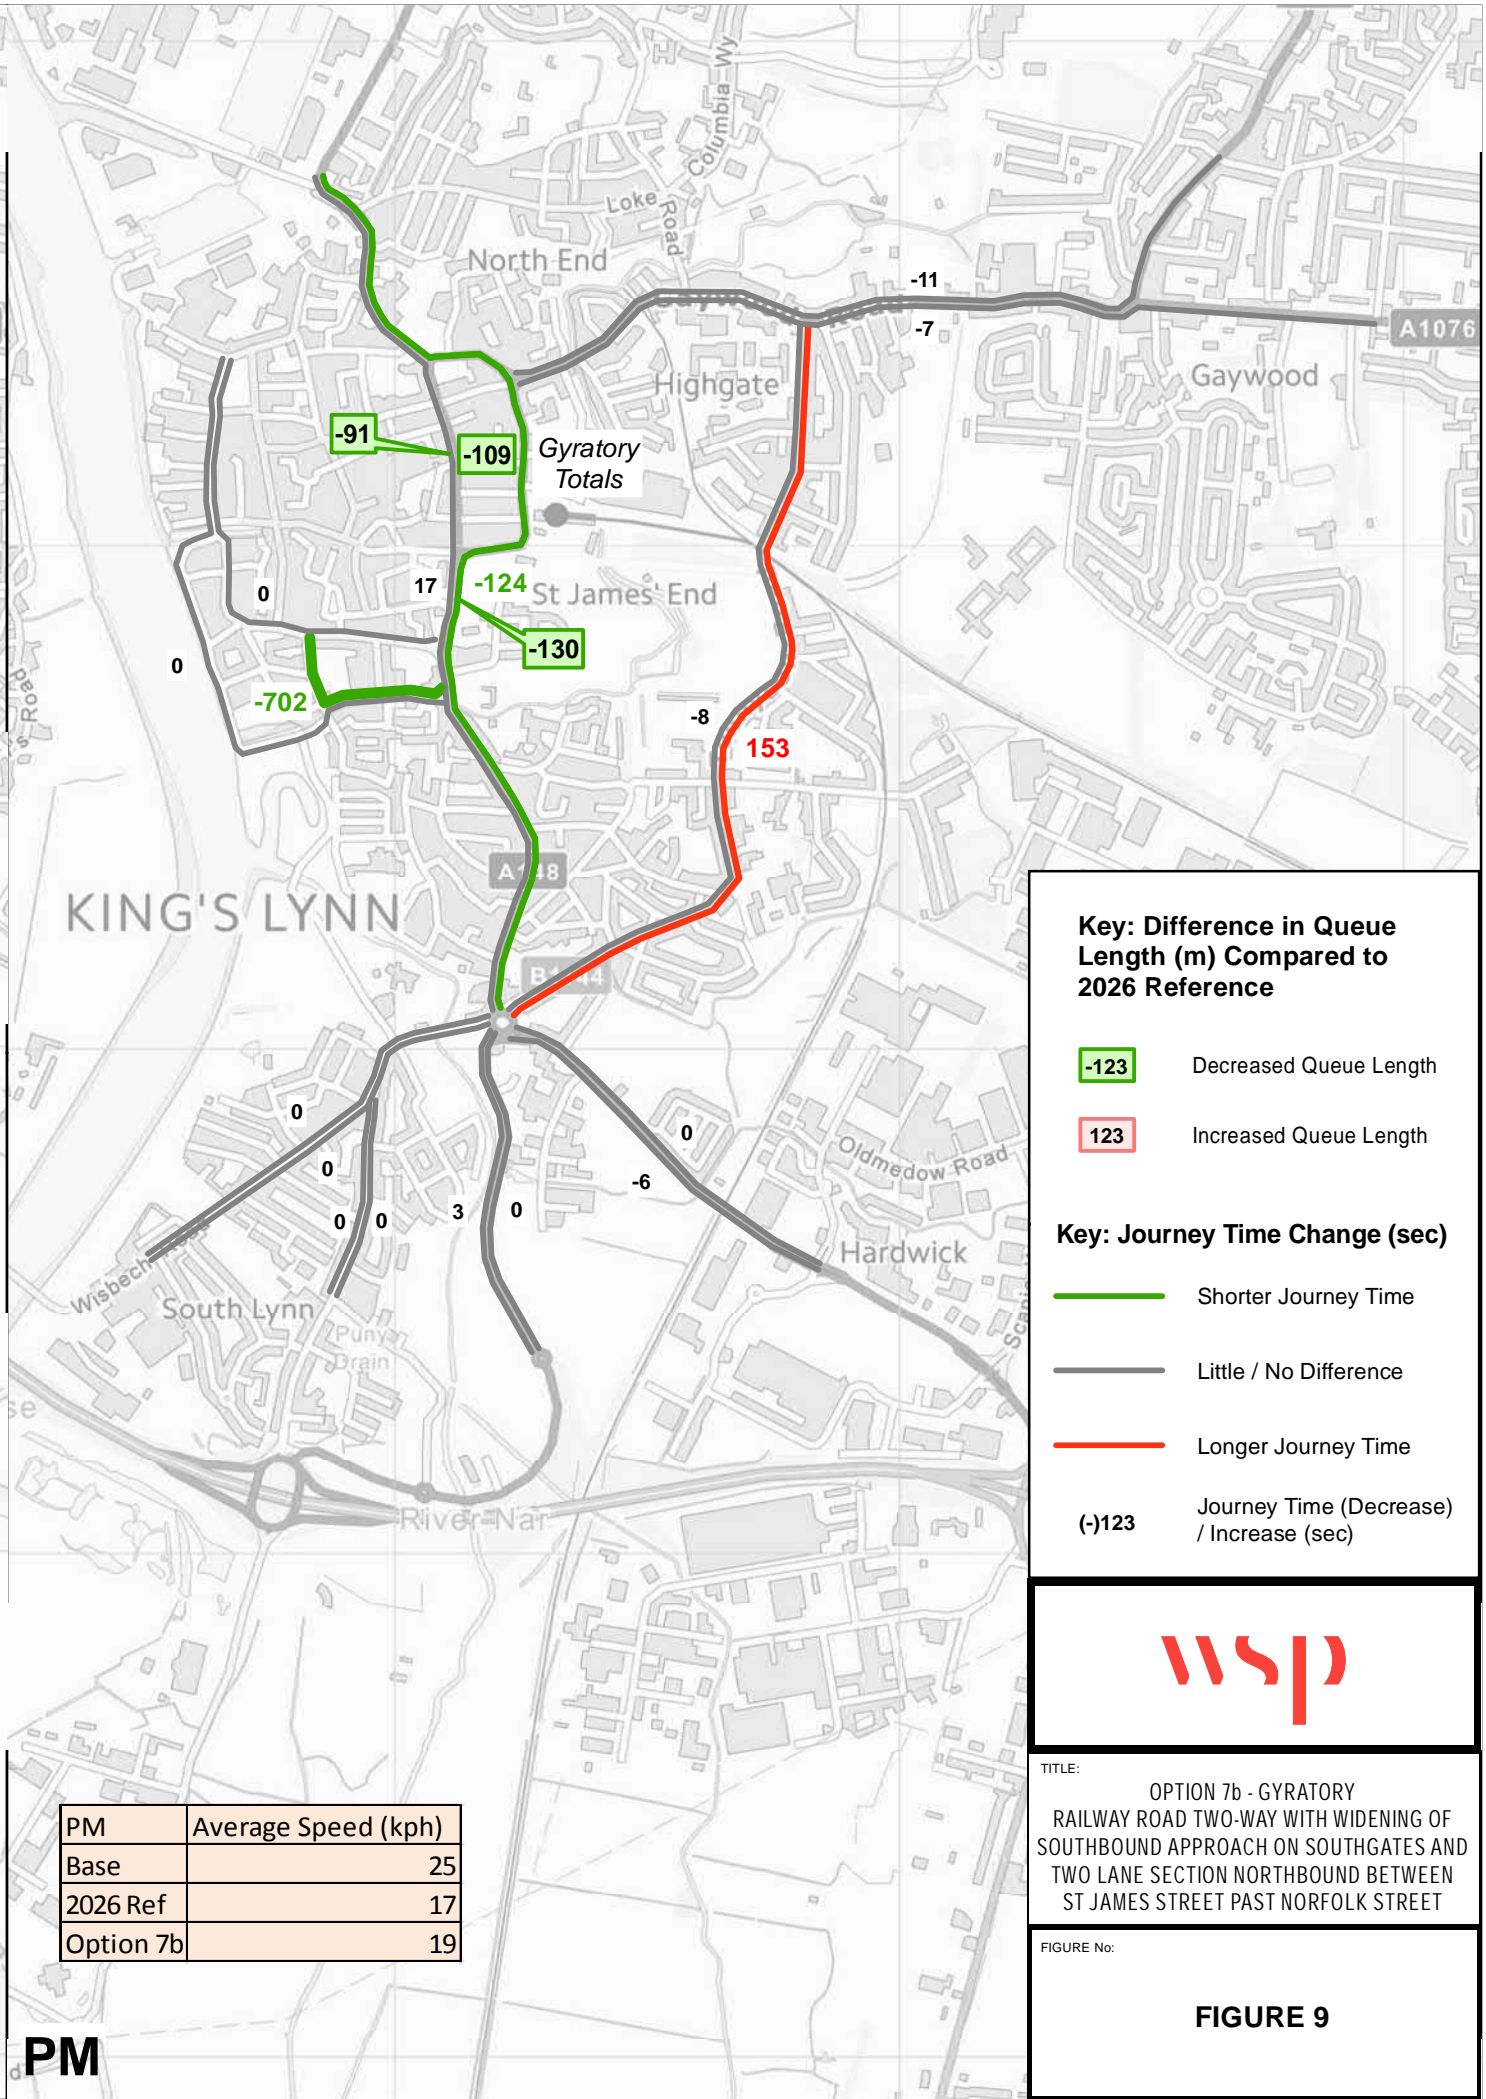 Columbia Wy
Loke Road
North End
-11
-7
A1076
Highgate
Gaywood
-91
-109
Gyratory
Totals
0
17
-124
St James' End
-130
0
-702
-8
153
A148
KING'S LYNN
0
0
0
0
3
0
0
-6
Oldmedow Road
Hardwick
Wisbech
South Lynn
Puny
Drain
River Nar
Key: Difference in Queue
Length (m) Compared to
2026 Reference
-123 Decreased Queue Length
123 Increased Queue Length
Key: Journey Time Change (sec)
Shorter Journey Time
Little / No Difference
Longer Journey Time
(-)123 Journey Time (Decrease)
/ Increase (sec)
wsp
TITLE:
OPTION 7b - GYRATORY
RAILWAY ROAD TWO-WAY WITH WIDENING OF
SOUTHBOUND APPROACH ON SOUTHGATES AND
TWO LANE SECTION NORTHBOUND BETWEEN
ST JAMES STREET PAST NORFOLK STREET
FIGURE No:
FIGURE 9
PM Average Speed (kph)
Base 25
2026 Ref 17
Option 7b 19
PM